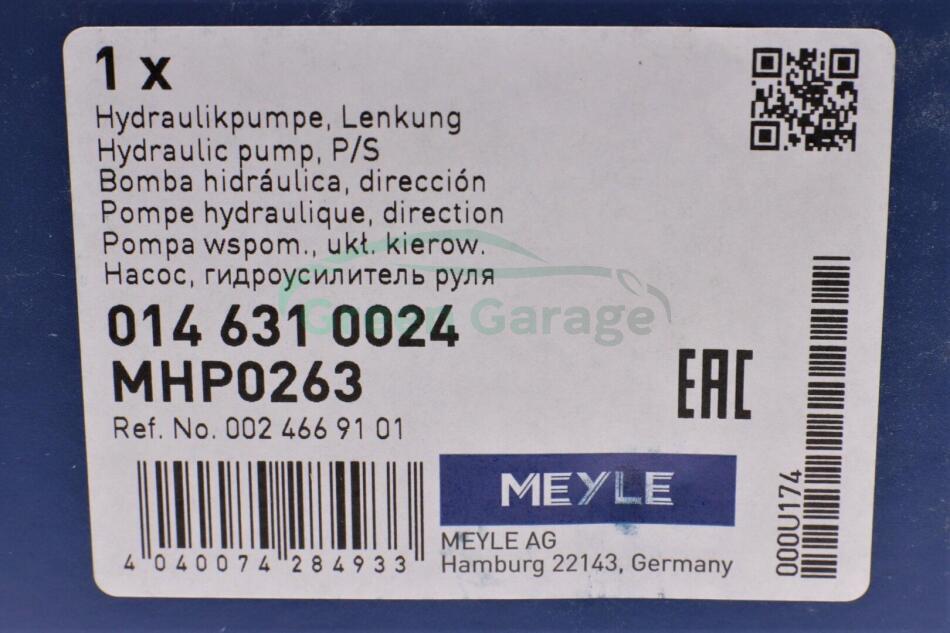 1 x
Hydraulikpumpe, Lenkung
Hydraulic pump, P/S
Bomba hidráulica, dirección
Pompe hydraulique, direction
Pompa wspom., ukł. kierow.
Насос, гидроусилитель руля
Green Garage
014 631 0024
MHP0263
Ref. No. 002 466 91 01
EAC
4 040074 284933
MEYLE
MEYLE AG
Hamburg 22143, Germany
000U174